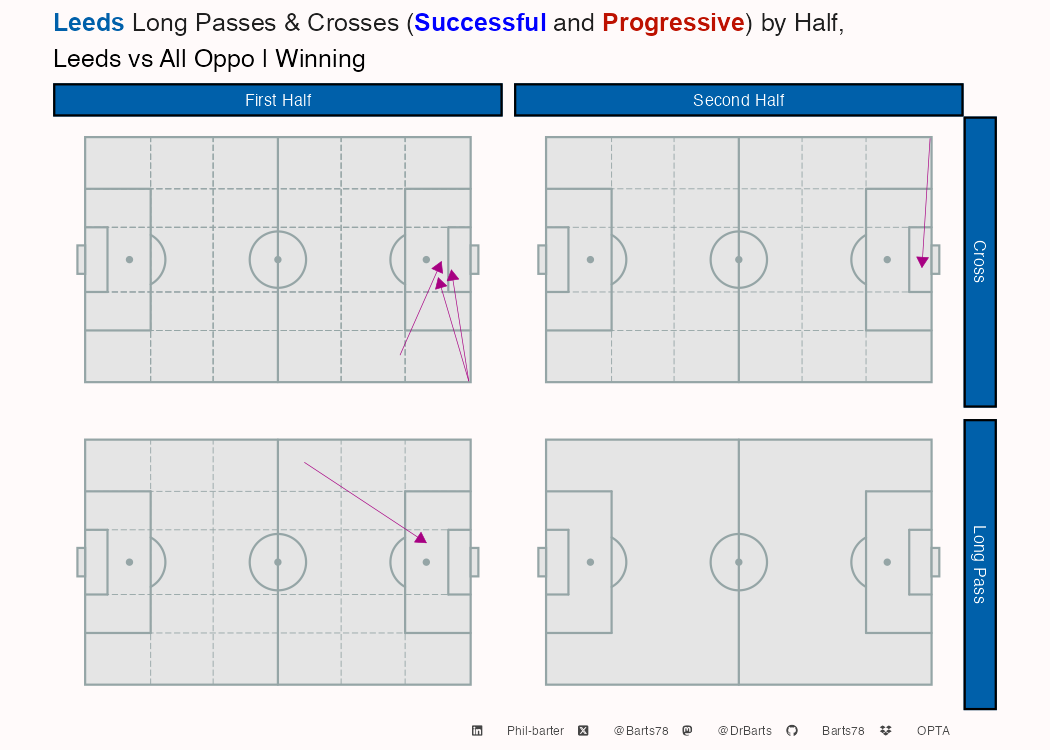 Leeds Long Passes & Crosses (Successful and Progressive) by Half,
Leeds vs All Oppo | Winning
First Half
Second Half
Cross
Long Pass
Phil-barter @Barts78 @DrBarts Barts78 OPTA